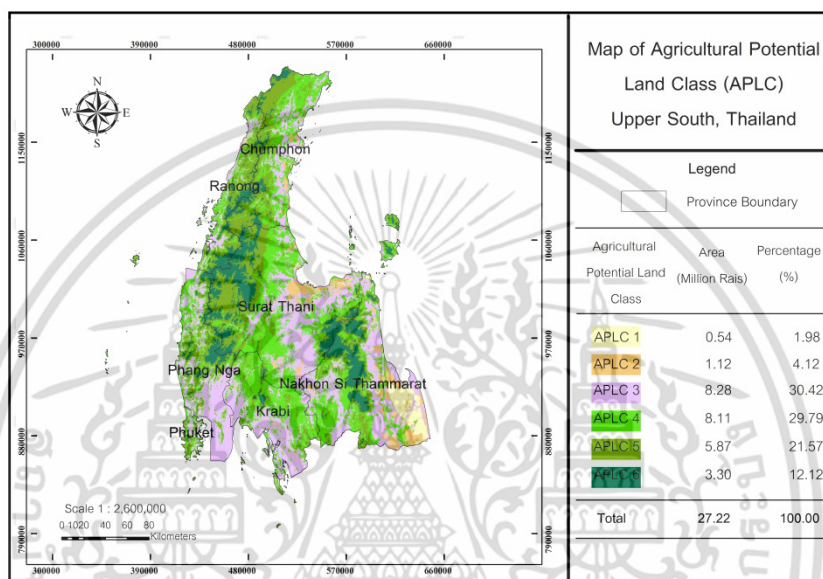 Map of Agricultural Potential
Land Class (APLC)
Upper South, Thailand
Legend
Province Boundary
Agricultural Potential Land Class Area (Million Rais) Percentage (%)
APLC 1 0.54 1.98
APLC 2 1.12 4.12
APLC 3 8.28 30.42
APLC 4 8.11 29.79
APLC 5 5.87 21.57
APLC 6 3.30 12.12
Total 27.22 100.00
300000 390000 480000 570000 660000
N
W E
S
1150000 1150000
1060000 1060000
970000 970000
880000 880000
790000 790000
Chumphon
Ranong
Surat Thani
Phang Nga
Nakhon Si Thammarat
Krabi
Phuket
Scale 1 : 2,600,000
0 10 20 40 60 80
Kilometers
300000 390000 480000 570000 660000